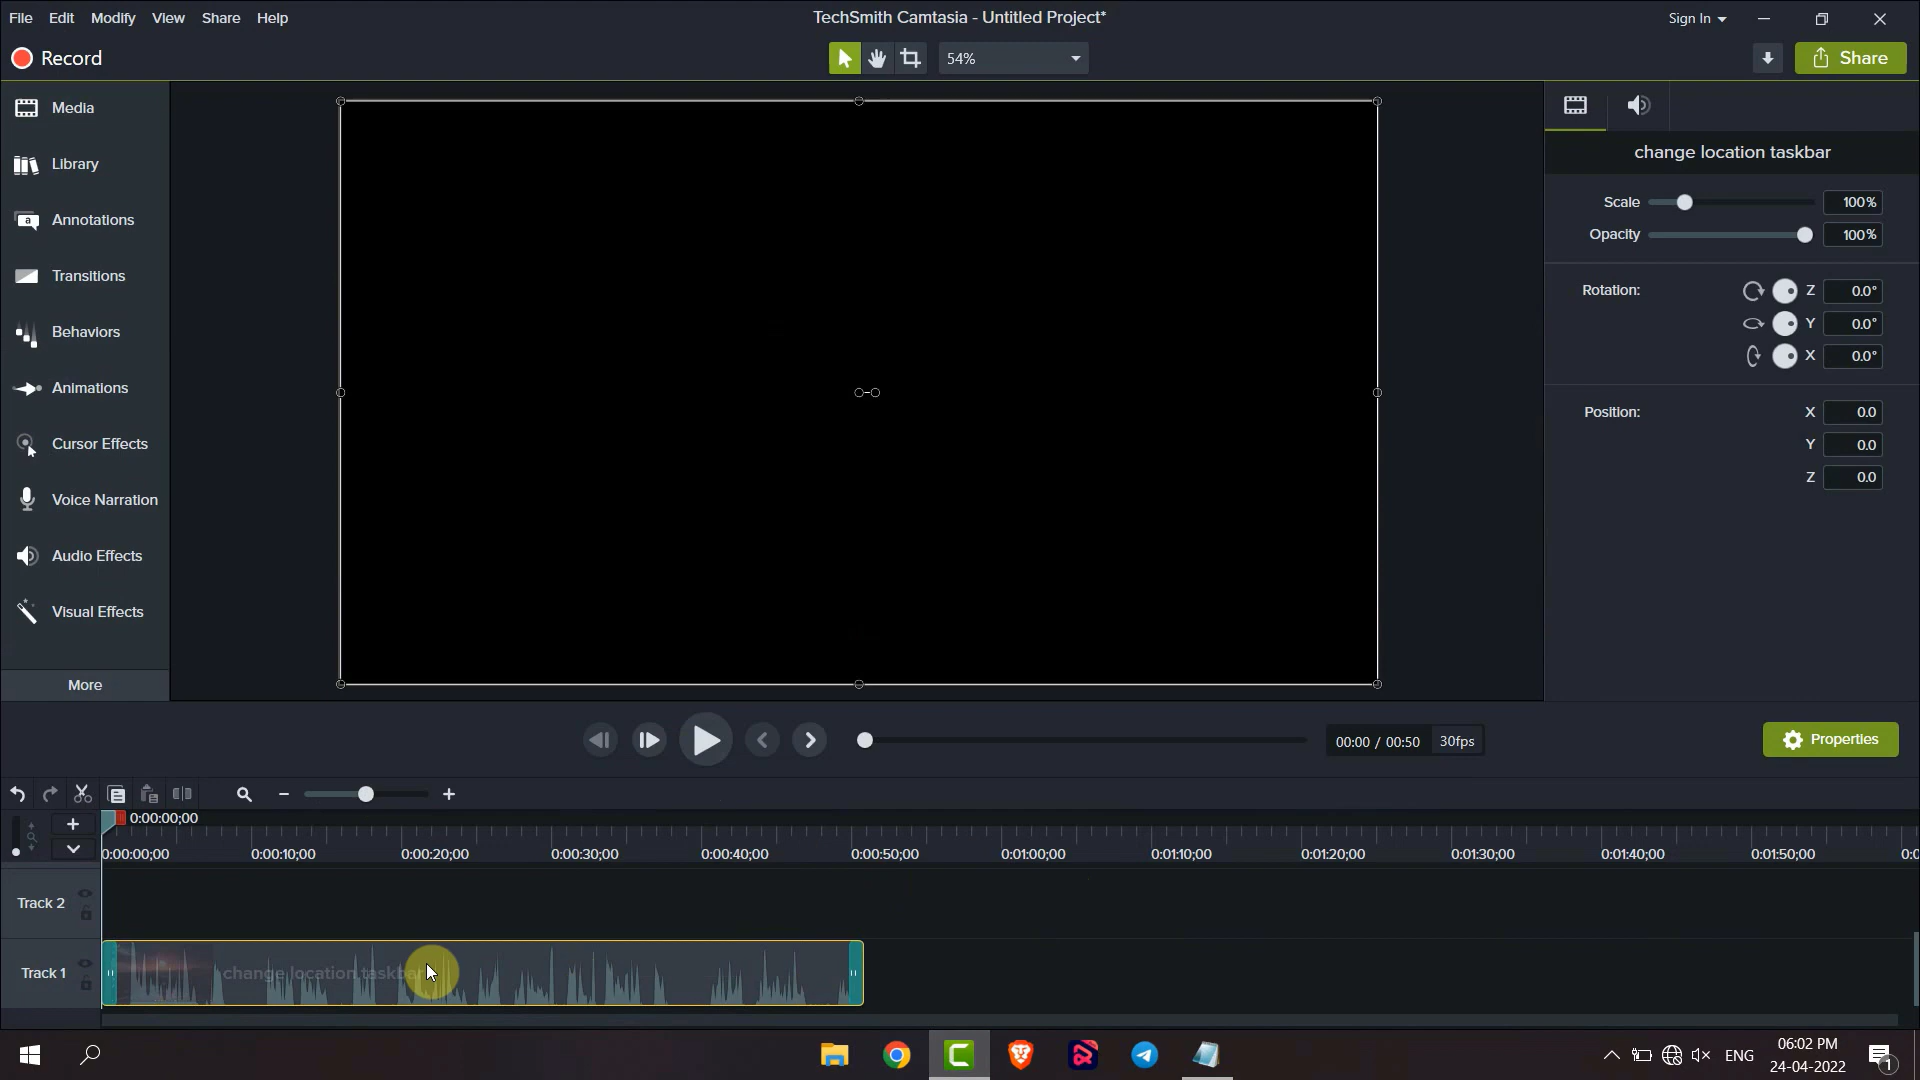 File Edit Modify View Share Help
TechSmith Camtasia - Untitled Project*
Sign In
Record
54%
Share
Media
Library
Annotations
Transitions
Behaviors
Animations
Cursor Effects
Voice Narration
Audio Effects
Visual Effects
More
change location taskbar
Scale 100%
Opacity 100%
Rotation: Z 0.0°
Y 0.0°
X 0.0°
Position: X 0.0
Y 0.0
Z 0.0
00:00 / 00:50 30fps
Properties
0:00:00;00
0:00:00;00 0:00:10;00 0:00:20;00 0:00:30;00 0:00:40;00 0:00:50;00 0:01:00;00 0:01:10;00 0:01:20;00 0:01:30;00 0:01:40;00 0:01:50;00
Track 2
Track 1
change location taskbar
ENG
06:02 PM
24-04-2022
1